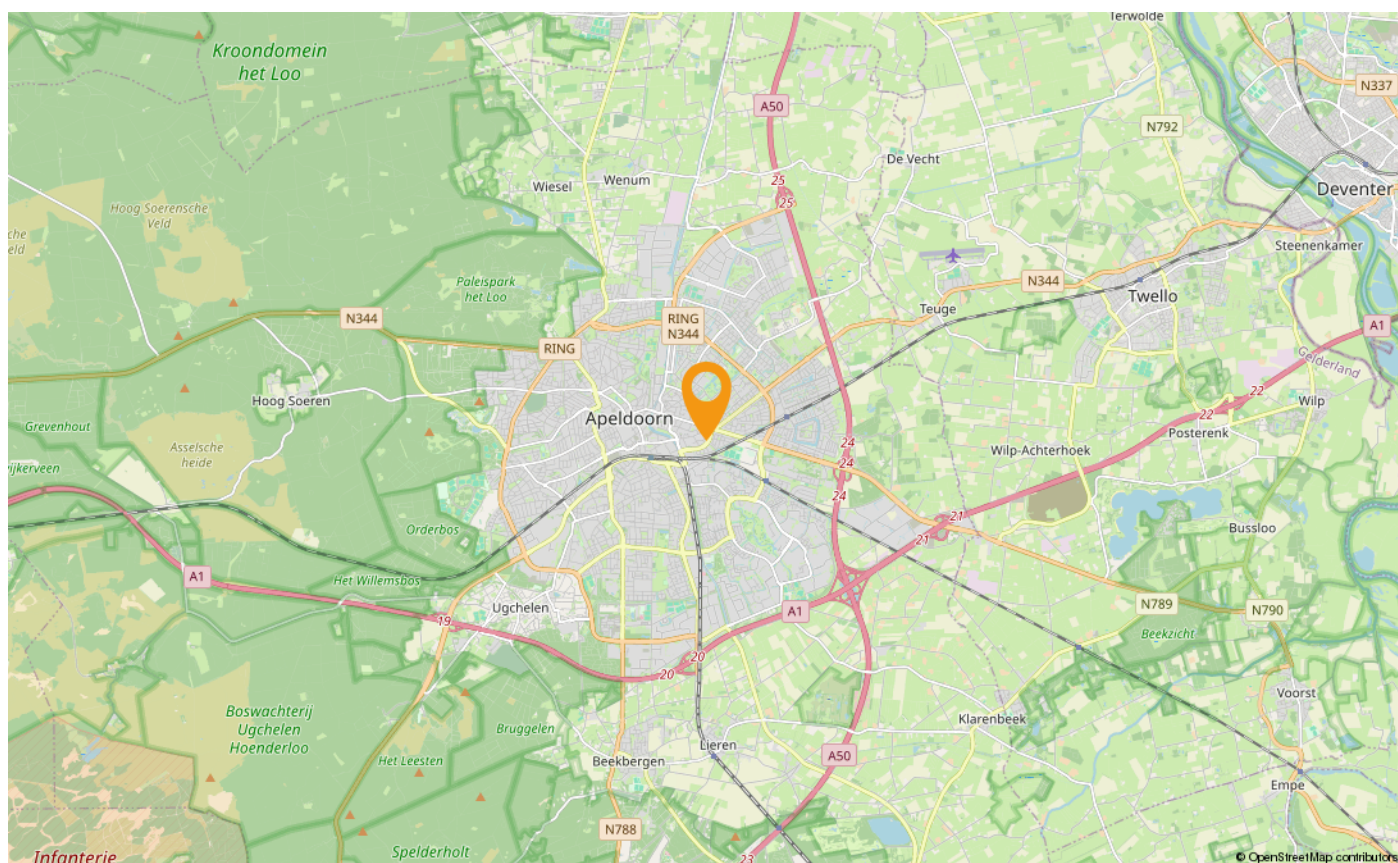 Terwolde
Kroondomein
het Loo
N337
A50
N792
De Vecht
Wiesel
Wenum
25
25
Deventer
Hoog Soerensche
Veld
sche
eld
Steenenkamer
Paleispark
het Loo
N344
Twello
Teuge
N344
RING
N344
RING
A1
Gelderland
Hoog Soeren
22
22
Wilp
Grevenhout
Apeldoorn
Posterenk
Asselsche
heide
24
24
24
Wilp-Achterhoek
wijkerveen
21
21
Orderbos
Bussloo
A1
Het Willemsbos
Ugchelen
19
A1
N789
N790
Beekzicht
20
20
Voorst
Boswachterij
Ugchelen
Hoenderloo
Bruggelen
Klarenbeek
Lieren
A50
Het Leesten
Beekbergen
Empe
N788
Spelderholt
23
Infanterie
© OpenStreetMap contributors